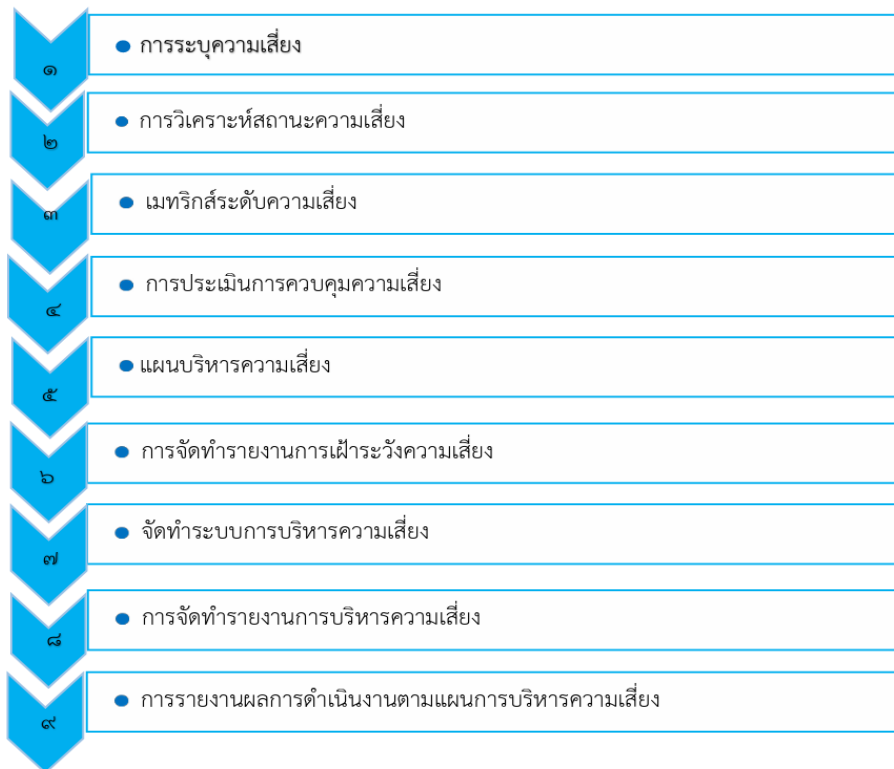 ๑ การระบุความเสี่ยง
๒ การวิเคราะห์สถานะความเสี่ยง
๓ เมทริกส์ระดับความเสี่ยง
๔ การประเมินการควบคุมความเสี่ยง
๕ แผนบริหารความเสี่ยง
๖ การจัดทำรายงานการเฝ้าระวังความเสี่ยง
๗ จัดทำระบบการบริหารความเสี่ยง
๘ การจัดทำรายงานการบริหารความเสี่ยง
๙ การรายงานผลการดำเนินงานตามแผนการบริหารความเสี่ยง